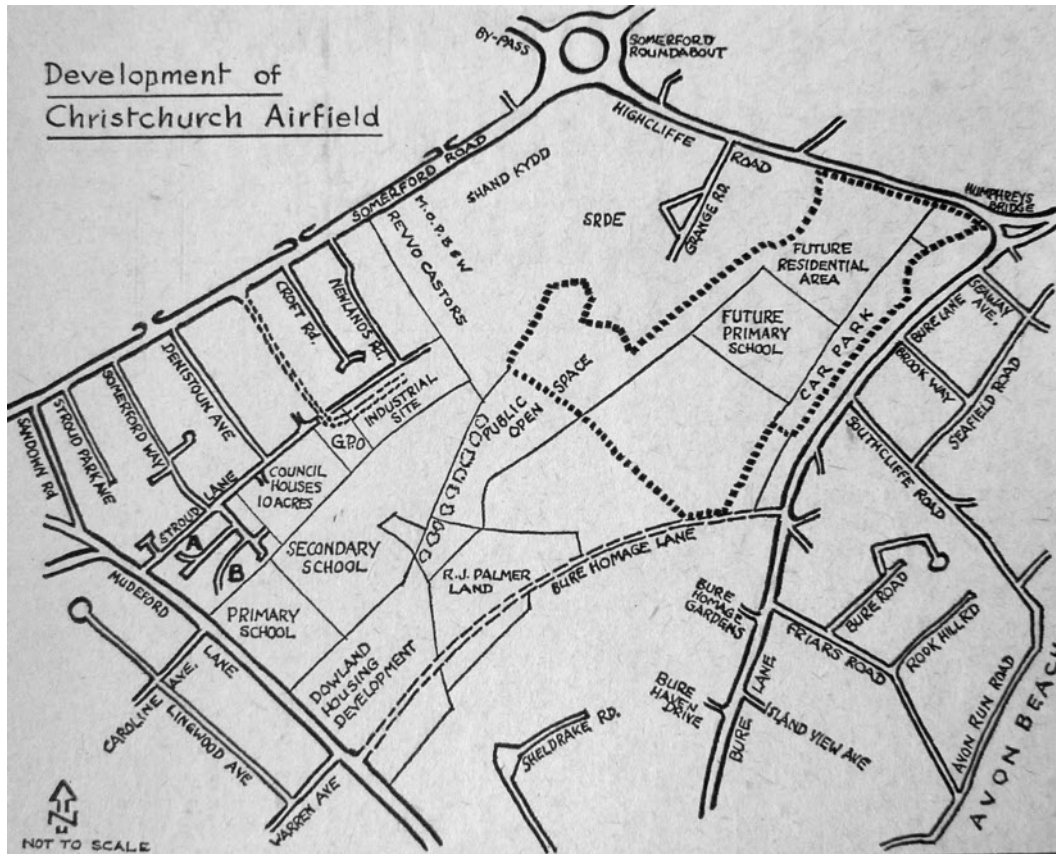 Development of
Christchurch Airfield
BY-PASS
SOMERFORD
ROUNDABOUT
HIGHCLIFFE
ROAD
HUMPHREYS
BRIDGE
SOMERFORD ROAD
SHAND KYDD
M.O.P.B & W
REVVO CASTORS.
SRDE
GRANGE RD.
FUTURE
RESIDENTIAL
AREA
FUTURE
PRIMARY
SCHOOL
CAR PARK
SEAWAY
AVE.
BURE LANE
BROOK WAY
SEAFIELD ROAD
SOUTHCLIFFE ROAD
CROFT Rd.
NEWLANDS Rd.
DENISTOUN AVE
SOMERFORD WAY
STROUD PARK AVE
SANDOWN Rd
INDUSTRIAL
SITE
G.P.O
PUBLIC
OPEN
SPACE
STROUD LANE
COUNCIL
HOUSES
10 ACRES
A
B
SECONDARY
SCHOOL
PRIMARY
SCHOOL
R.J. PALMER
LAND
BURE HOMAGE LANE
MUDEFORD
LANE
DOWLAND
HOUSING
DEVELOPMENT
CAROLINE AVE.
LINGWOOD AVE
WARREN AVE
SHELDRAKE RD.
BURE
HOMAGE
GARDENS
BURE
HAVEN
DRIVE
BURE LANE
FRIARS ROAD
BURE ROAD
ROOK HILL RD
ISLAND VIEW AVE
AVON RUN ROAD
AVON BEACH
N
NOT TO SCALE